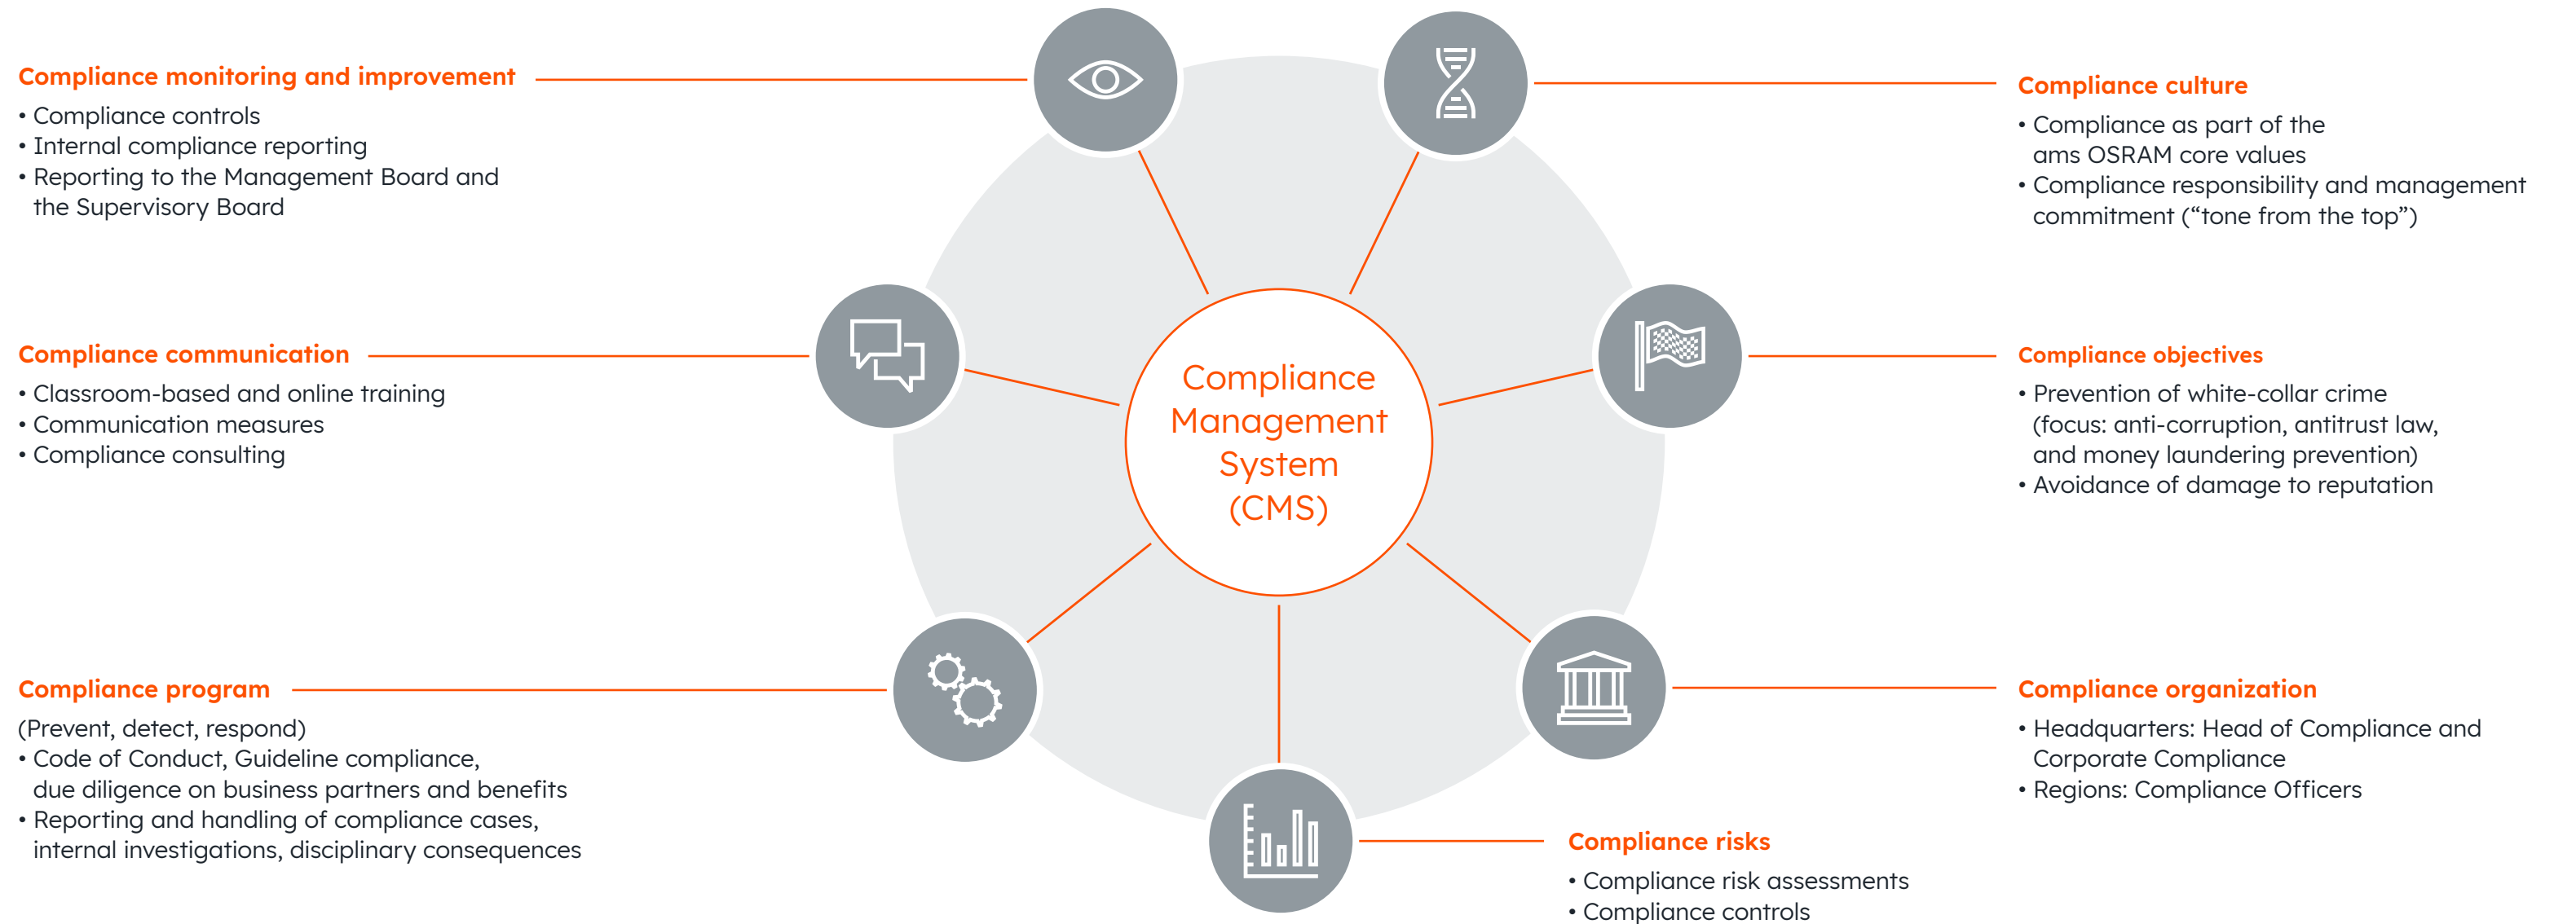 Compliance monitoring and improvement
• Compliance controls
• Internal compliance reporting
• Reporting to the Management Board and
the Supervisory Board
Compliance communication
• Classroom-based and online training
• Communication measures
• Compliance consulting
Compliance program
(Prevent, detect, respond)
• Code of Conduct, Guideline compliance,
due diligence on business partners and benefits
• Reporting and handling of compliance cases,
internal investigations, disciplinary consequences
Compliance
Management
System
(CMS)
Compliance culture
• Compliance as part of the
ams OSRAM core values
• Compliance responsibility and management
commitment (“tone from the top”)
Compliance objectives
• Prevention of white-collar crime
(focus: anti-corruption, antitrust law,
and money laundering prevention)
• Avoidance of damage to reputation
Compliance organization
• Headquarters: Head of Compliance and
Corporate Compliance
• Regions: Compliance Officers
Compliance risks
• Compliance risk assessments
• Compliance controls